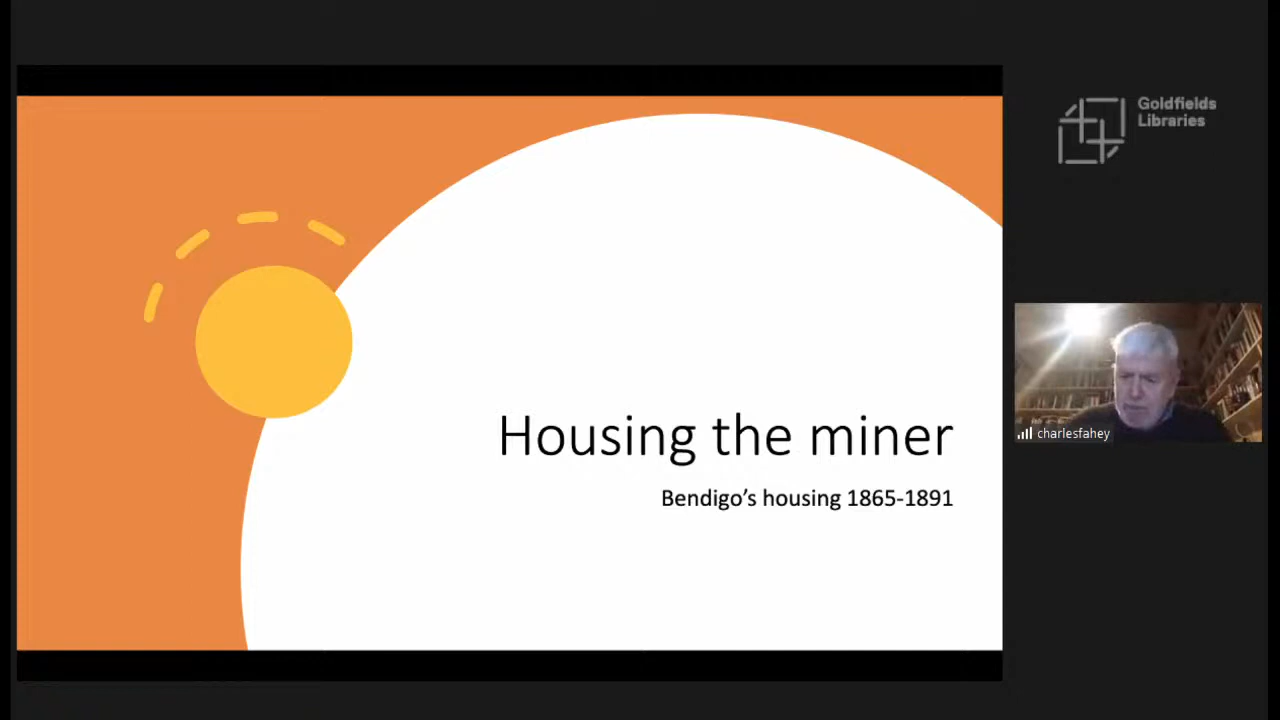 Goldfields
Libraries
Housing the miner
Bendigo’s housing 1865-1891
charlesfahey